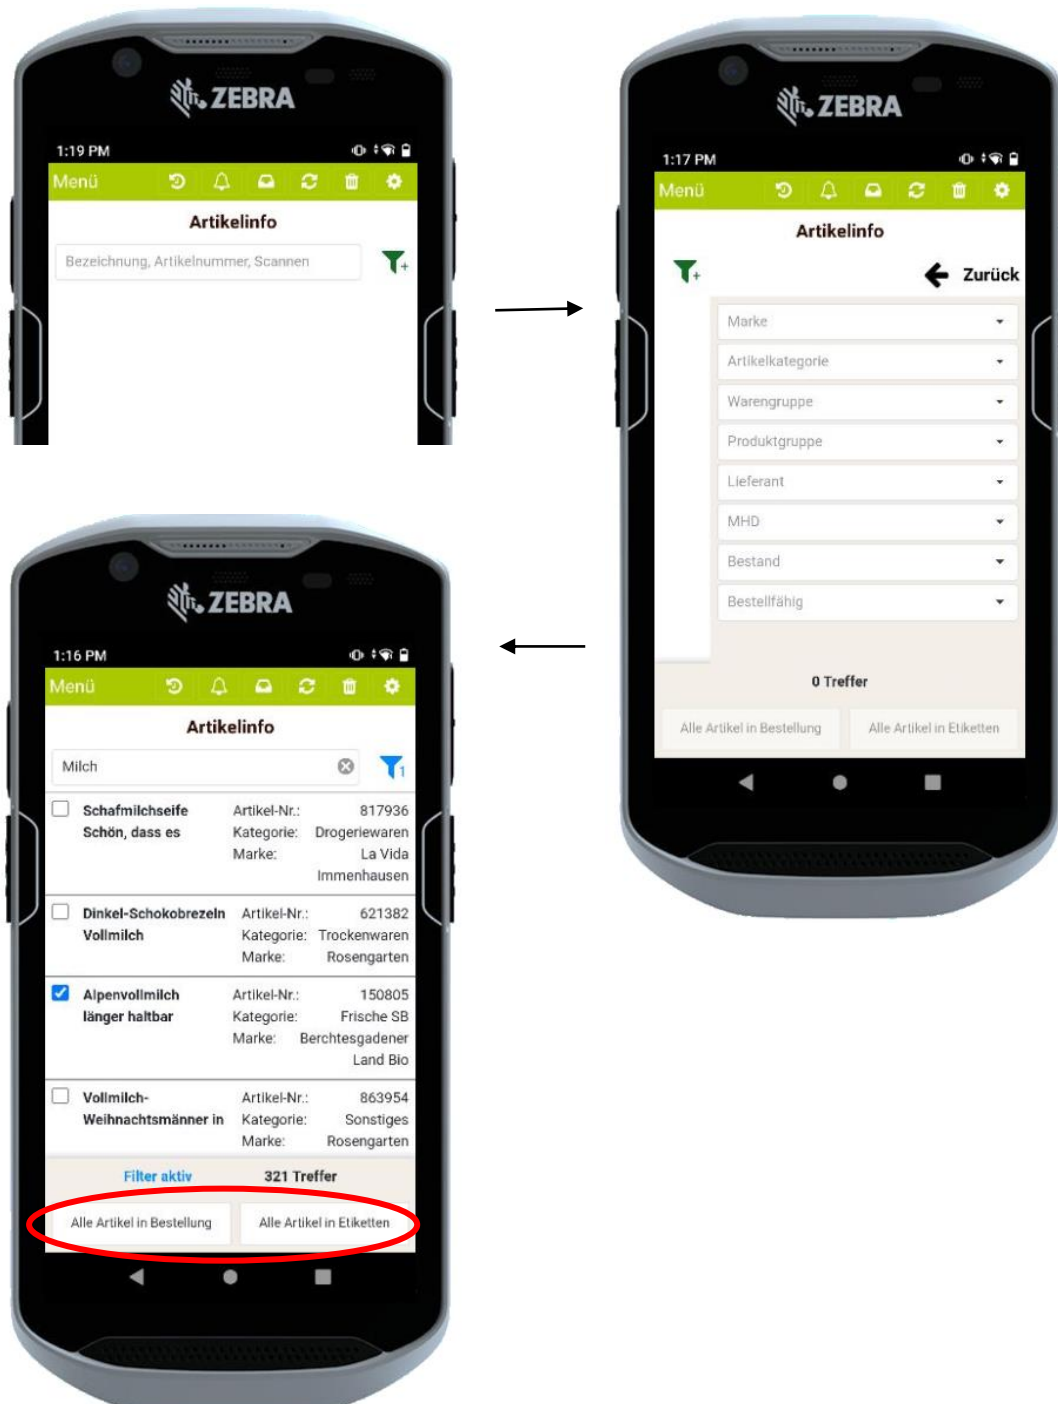 ZEBRA
1:19 PM
Menü
Artikelinfo
Bezeichnung, Artikelnummer, Scannen
+
ZEBRA
1:17 PM
Menü
Artikelinfo
+ Zurück
Marke
Artikelkategorie
Warengruppe
Produktgruppe
Lieferant
MHD
Bestand
Bestellfähig
0 Treffer
Alle Artikel in Bestellung Alle Artikel in Etiketten
ZEBRA
1:16 PM
Menü
Artikelinfo
Milch 1
Schafmilchseife Artikel-Nr.: 817936
Schön, dass es Kategorie: Drogeriewaren
Marke: La Vida
Immenhausen
Dinkel-Schokobrezeln Artikel-Nr.: 621382
Vollmilch Kategorie: Trockenwaren
Marke: Rosengarten
Alpenvollmilch Artikel-Nr.: 150805
länger haltbar Kategorie: Frische SB
Marke: Berchtesgadener
Land Bio
Vollmilch- Artikel-Nr.: 863954
Weihnachtsmänner in Kategorie: Sonstiges
Marke: Rosengarten
Filter aktiv 321 Treffer
Alle Artikel in Bestellung Alle Artikel in Etiketten